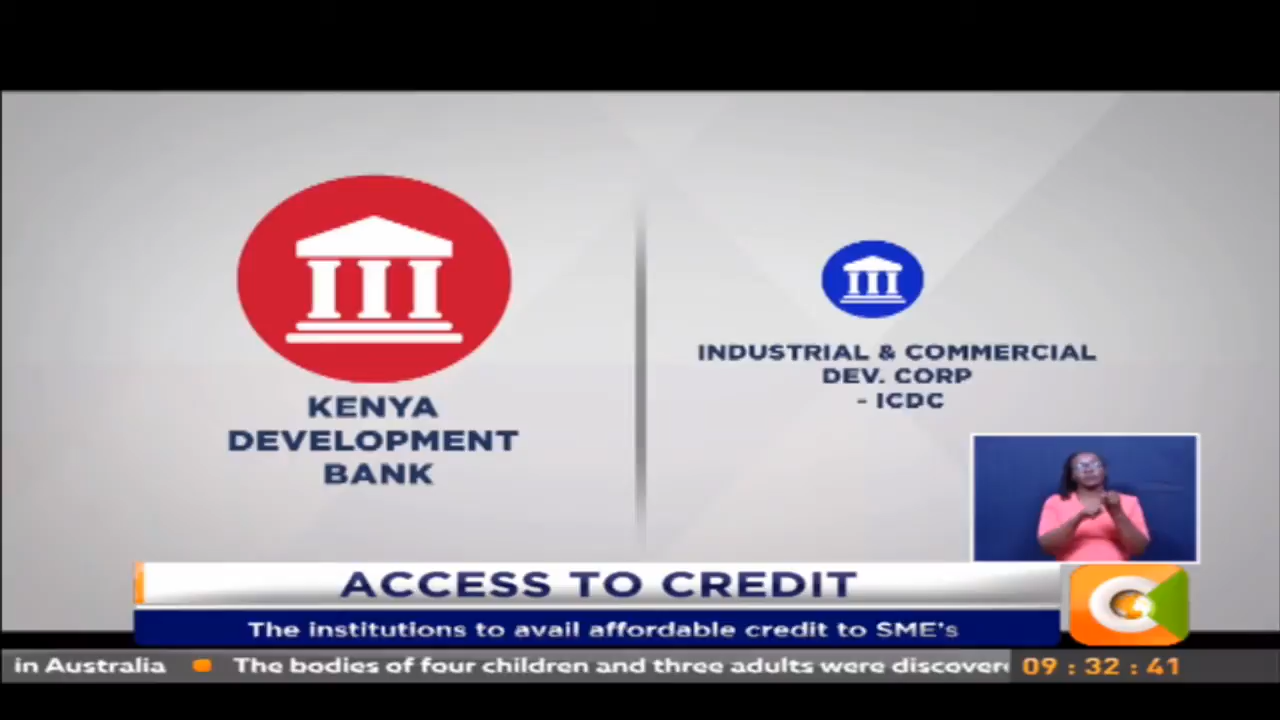 KENYA
DEVELOPMENT
BANK
INDUSTRIAL & COMMERCIAL
DEV. CORP
- ICDC
ACCESS TO CREDIT
The institutions to avail affordable credit to SME's
in Australia
The bodies of four children and three adults were
09 : 32 : 41